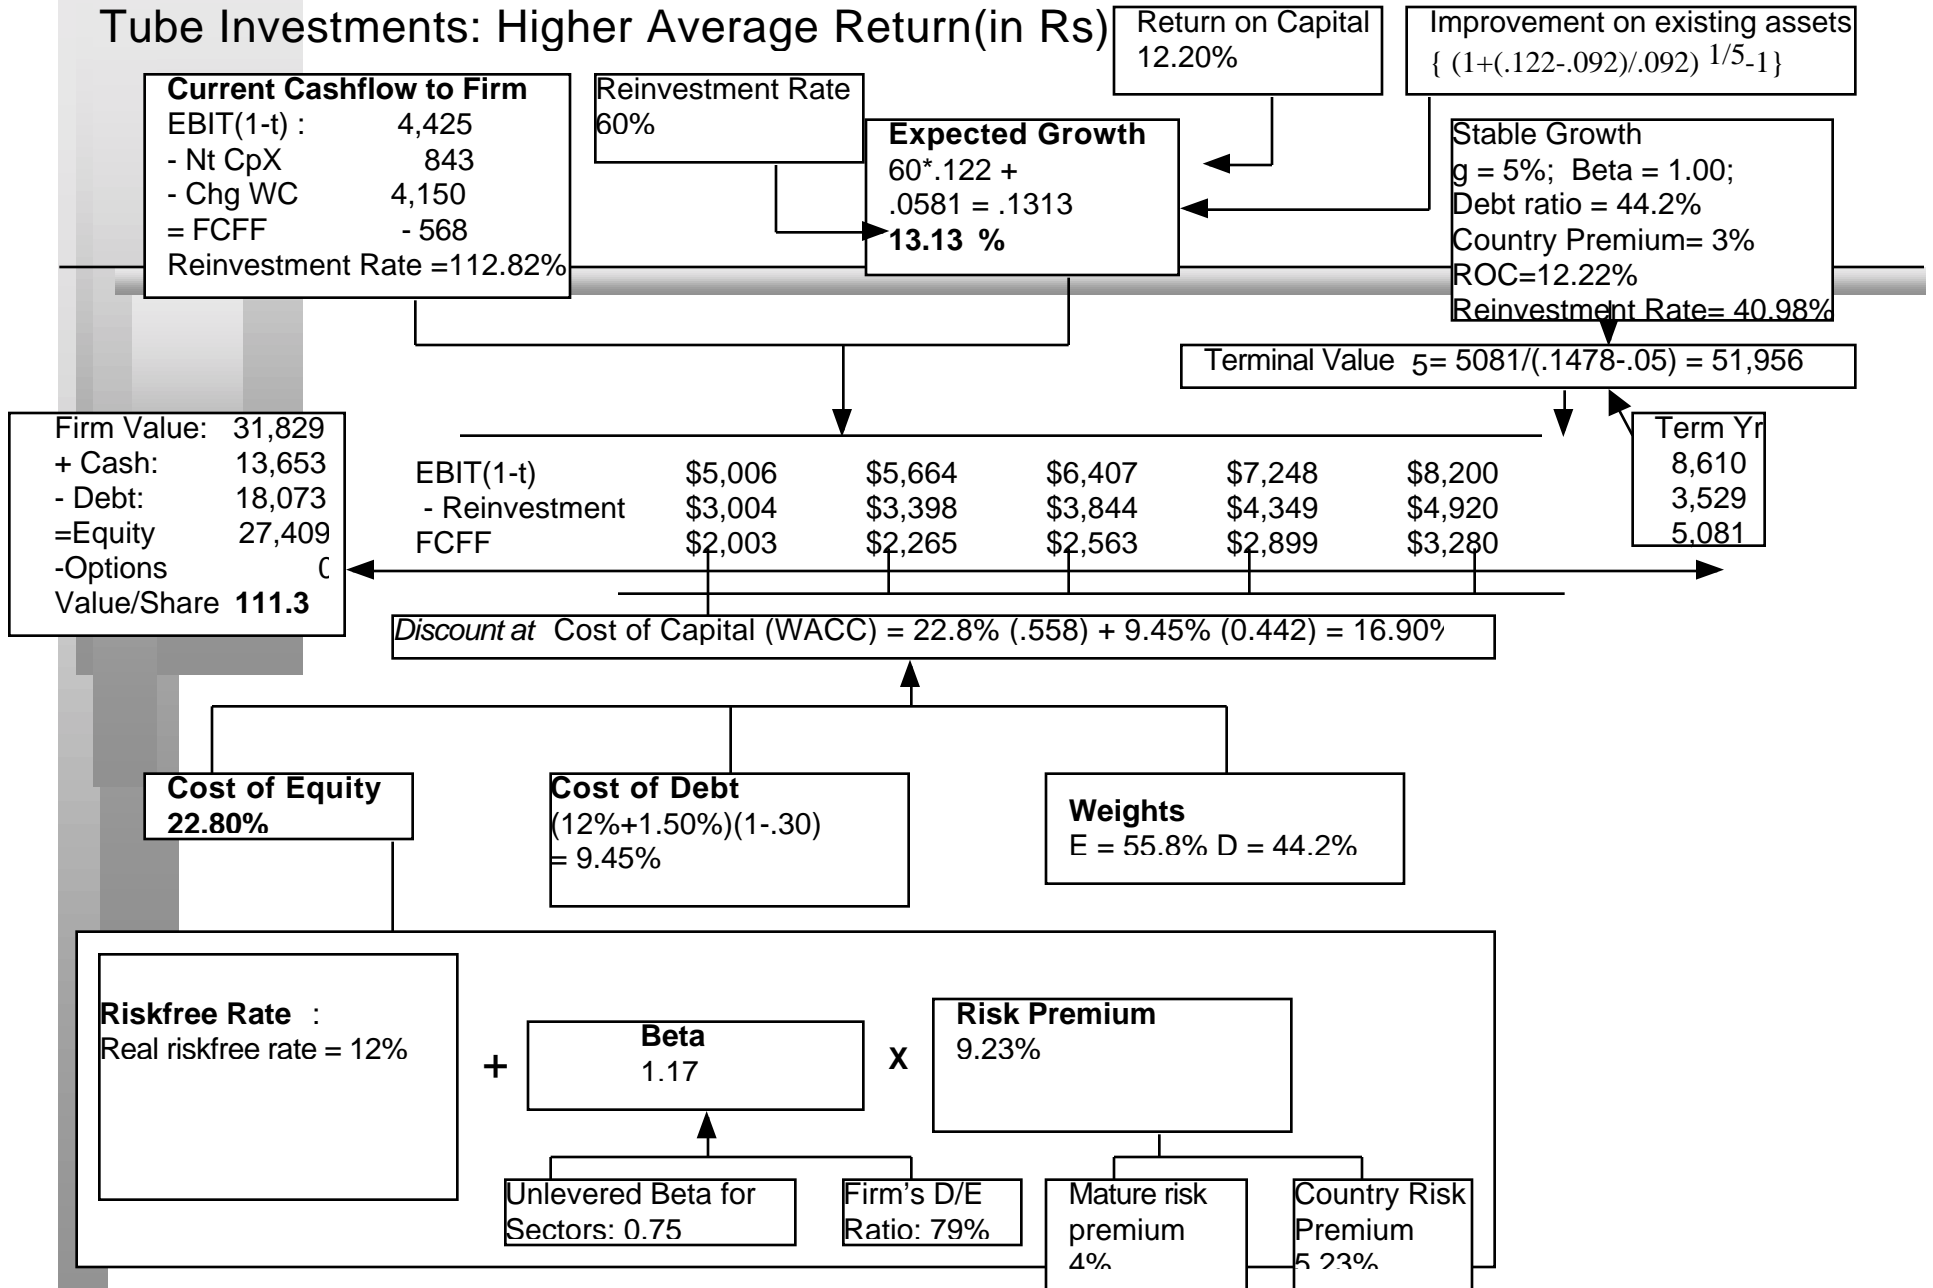 Tube Investments: Higher Average Return(in Rs)
Return on Capital
12.20%
Improvement on existing assets
{ (1+(.122-.092)/.092) 1/5-1}
Current Cashflow to Firm
EBIT(1-t) : 4,425
- Nt CpX 843
- Chg WC 4,150
= FCFF - 568
Reinvestment Rate =112.82%
Reinvestment Rate
60%
Expected Growth
60*.122 +
.0581 = .1313
13.13 %
Stable Growth
g = 5%; Beta = 1.00;
Debt ratio = 44.2%
Country Premium= 3%
ROC=12.22%
Reinvestment Rate= 40.98%
Terminal Value 5= 5081/(.1478-.05) = 51,956
Firm Value: 31,829
+ Cash: 13,653
- Debt: 18,073
=Equity 27,409
-Options 0
Value/Share 111.3
EBIT(1-t) $5,006 $5,664 $6,407 $7,248 $8,200
- Reinvestment $3,004 $3,398 $3,844 $4,349 $4,920
FCFF $2,003 $2,265 $2,563 $2,899 $3,280
Term Yr
8,610
3,529
5,081
Discount at Cost of Capital (WACC) = 22.8% (.558) + 9.45% (0.442) = 16.90%
Cost of Equity
22.80%
Cost of Debt
(12%+1.50%)(1-.30)
= 9.45%
Weights
E = 55.8% D = 44.2%
Riskfree Rate :
Real riskfree rate = 12%
+
Beta
1.17
X
Risk Premium
9.23%
Unlevered Beta for
Sectors: 0.75
Firm's D/E
Ratio: 79%
Mature risk
premium
4%
Country Risk
Premium
5.23%